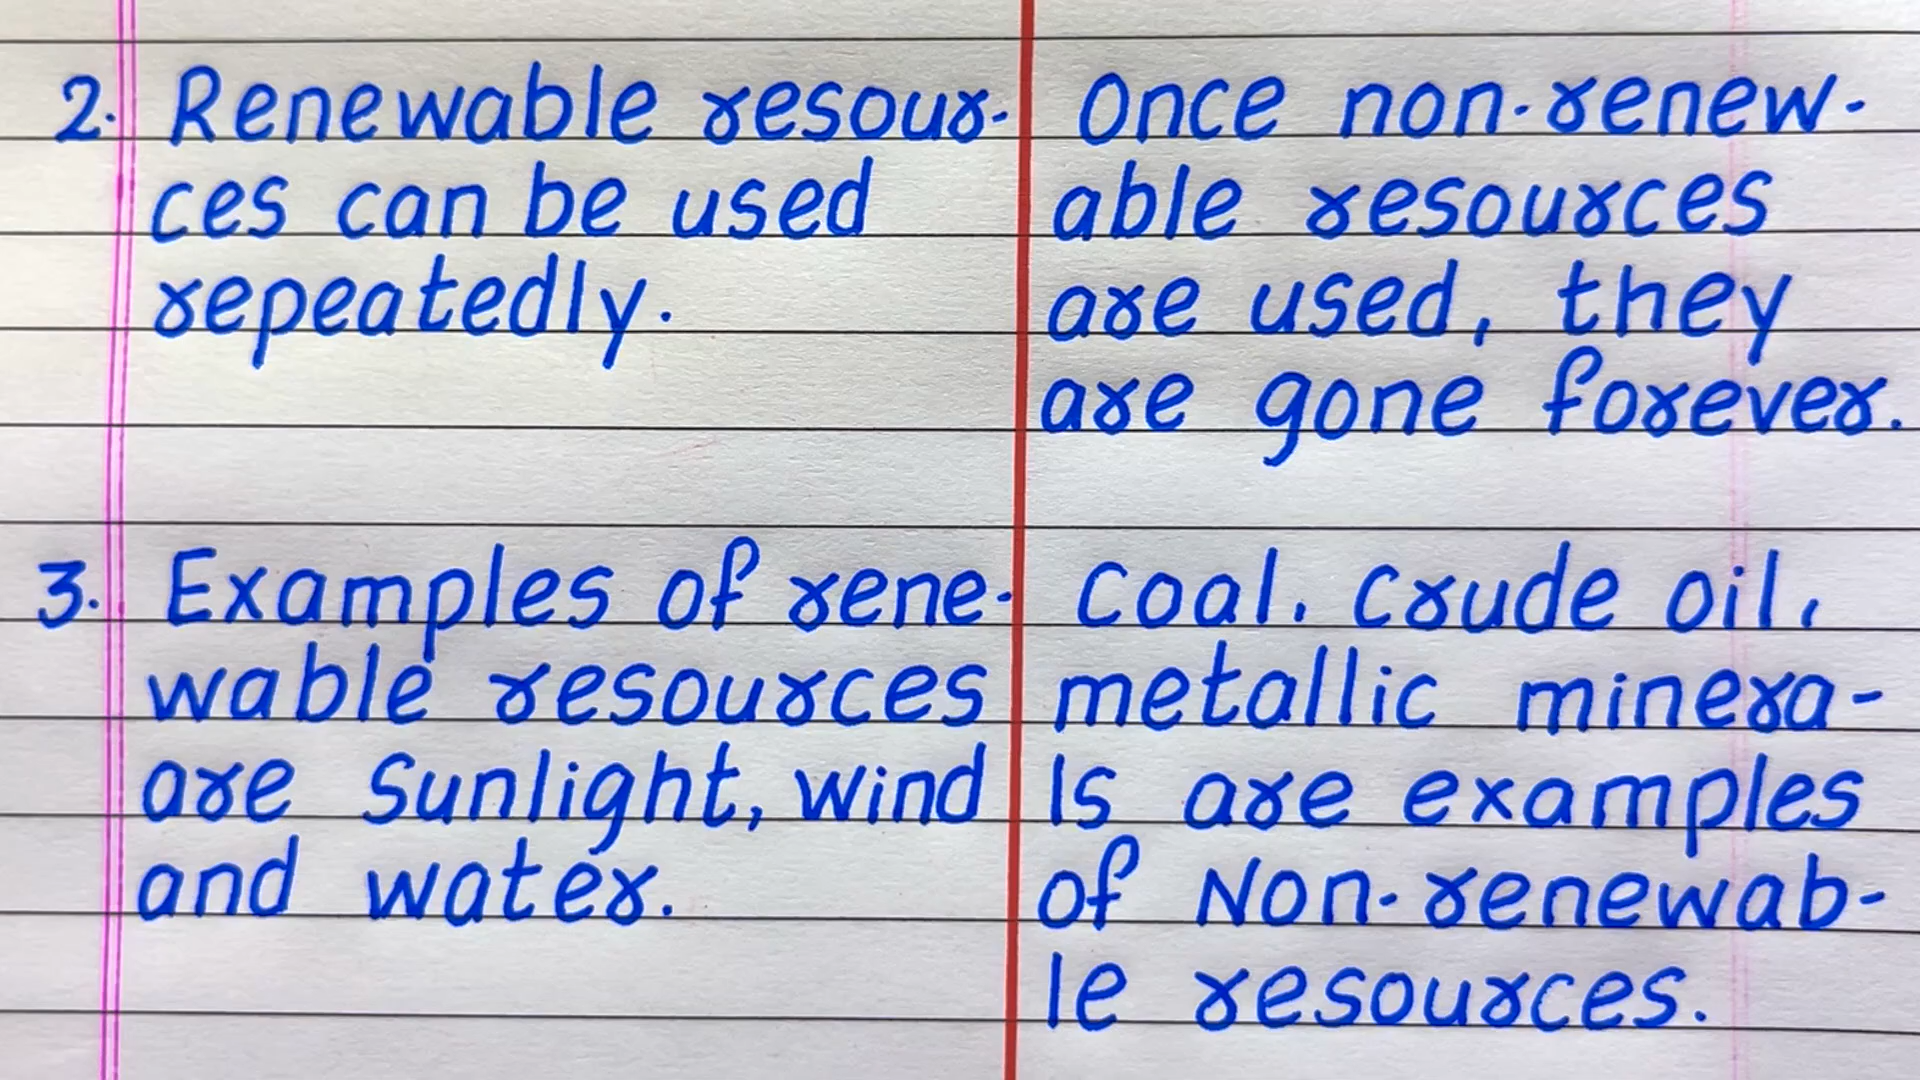 2. Renewable resour-
ces can be used
repeatedly.
Once non-renew-
able resources
are used, they
are gone forever.
3. Examples of rene-
wable resources
are Sunlight, wind
and water.
Coal, Crude oil,
metallic minera-
ls are examples
of Non-renewab-
le resources.